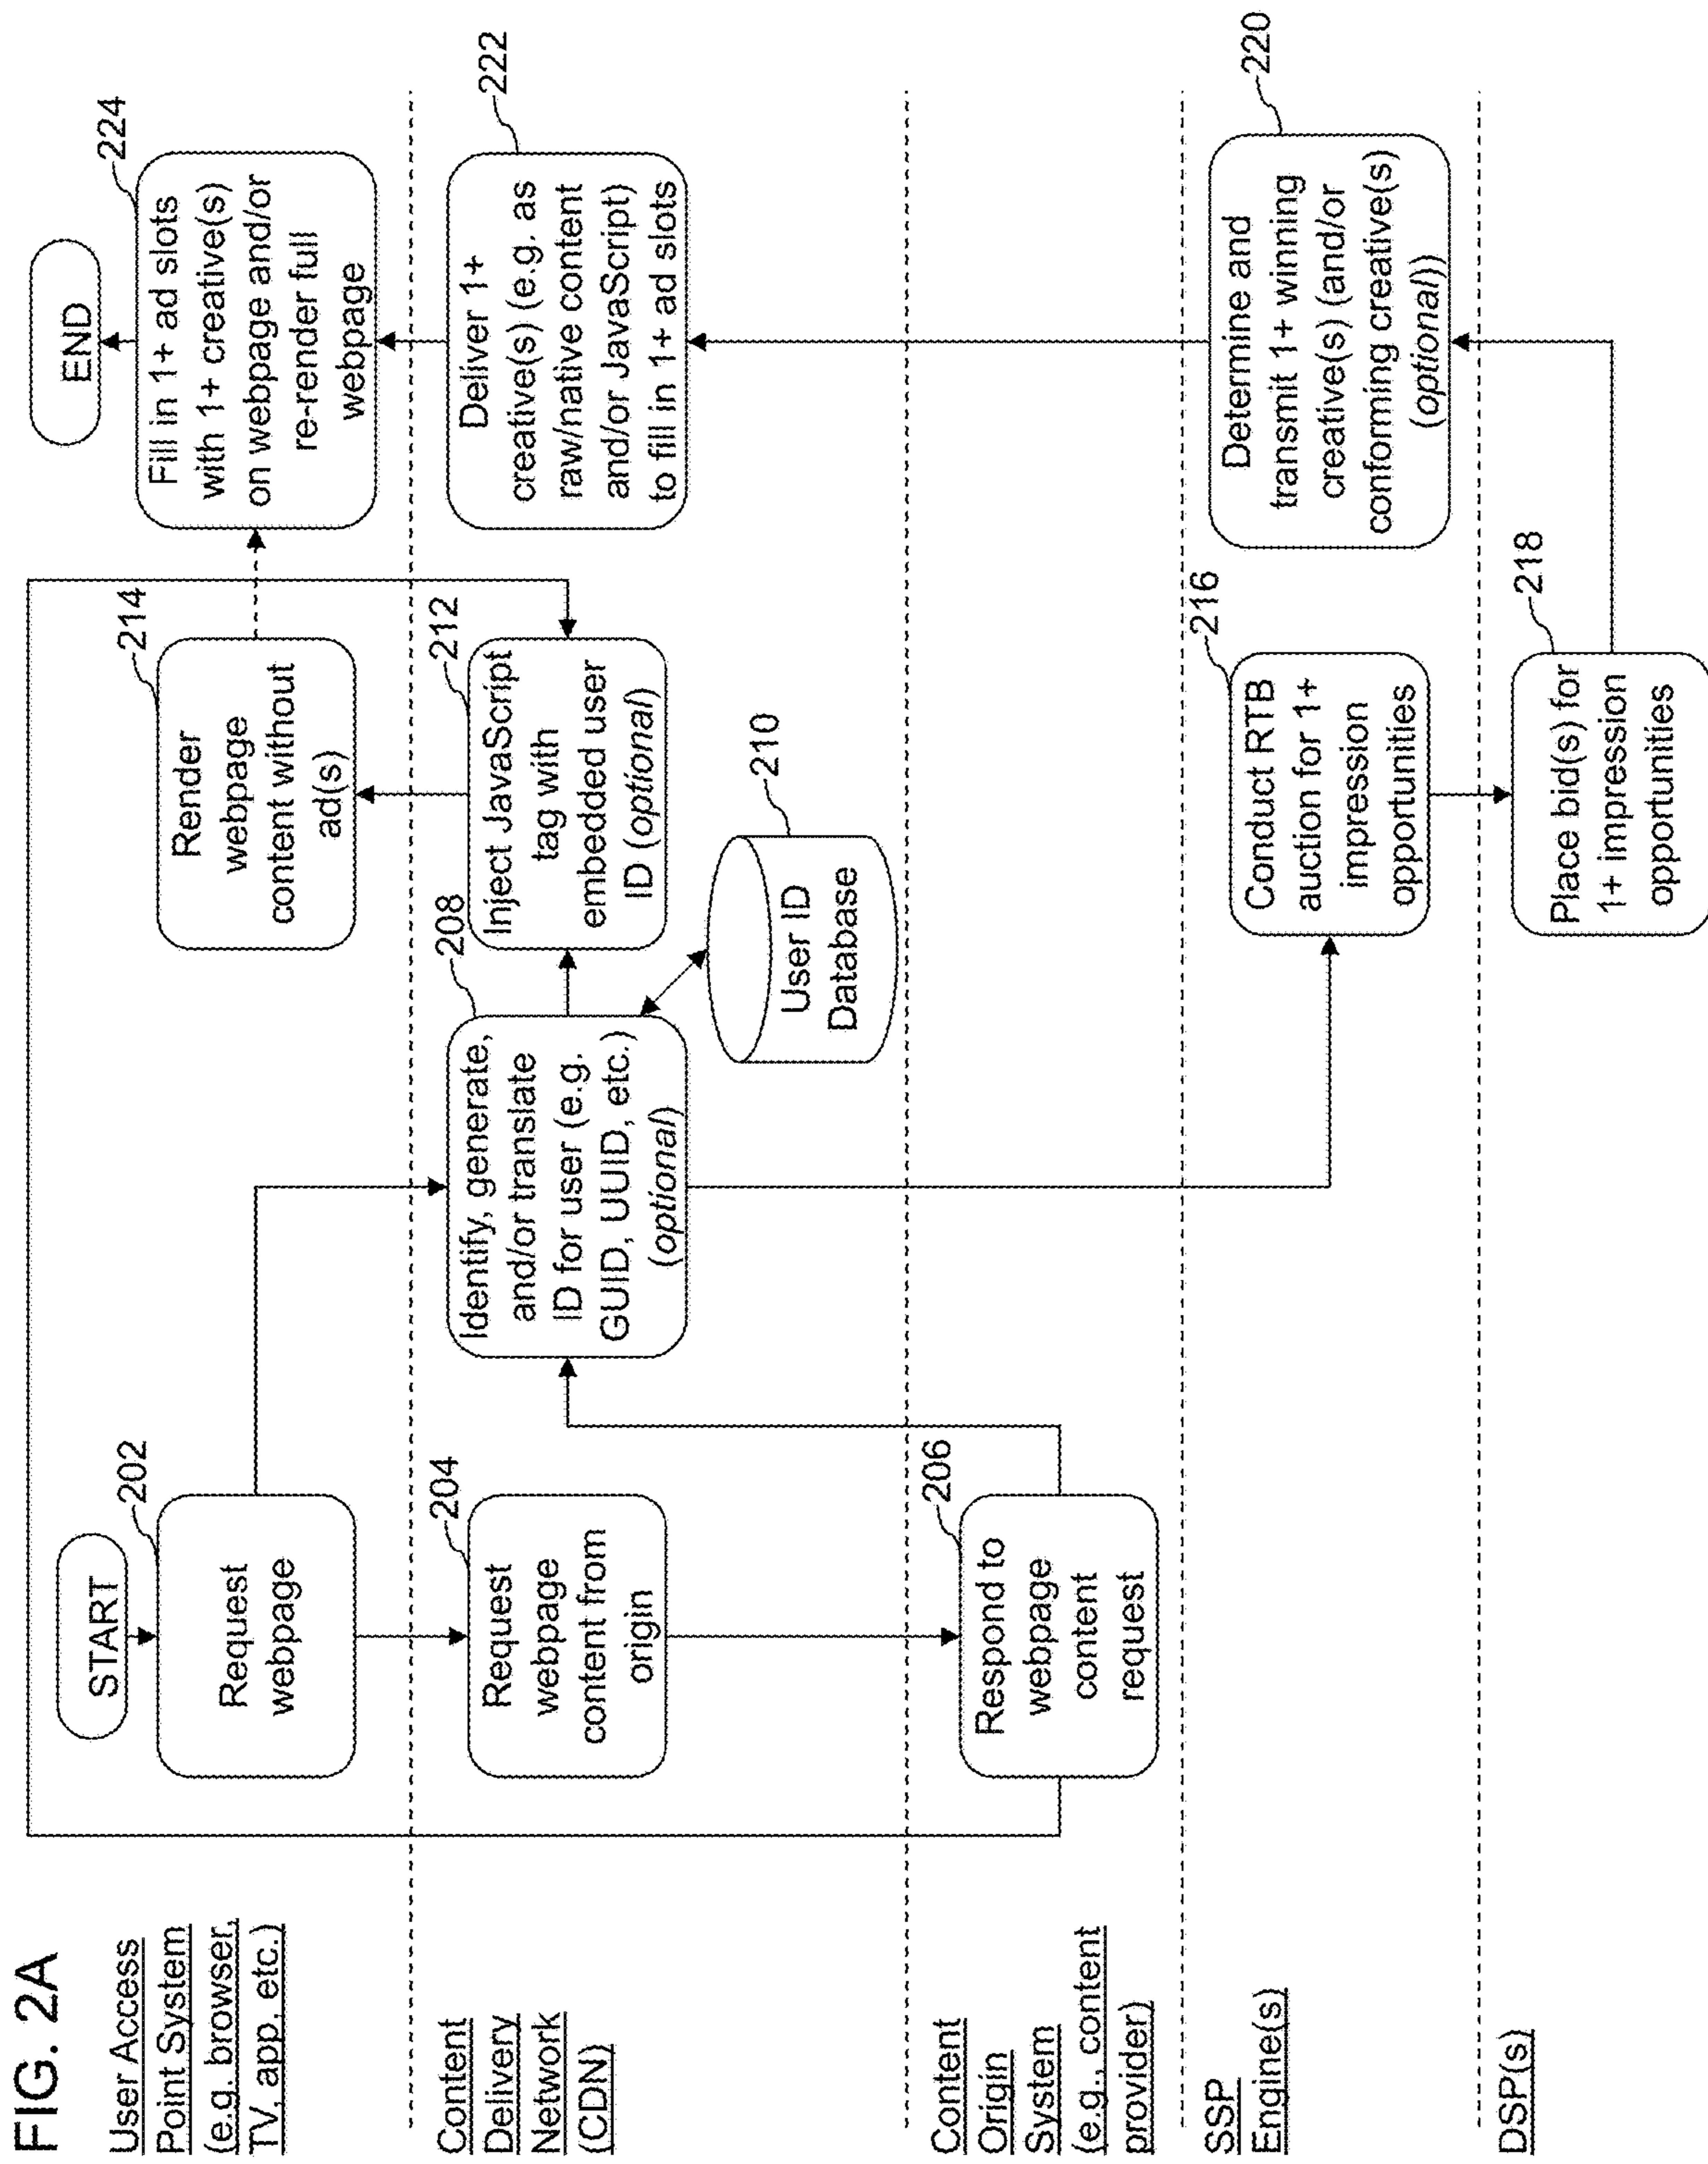 FIG. 2A
User Access
Point System
(e.g. browser,
TV, app, etc.)
START
202
Request
webpage
214
Render
webpage
content without
ad(s)
END
224
Fill in 1+ ad slots
with 1+ creative(s)
on webpage and/or
re-render full
webpage
Content
Delivery
Network
(CDN)
204
Request
webpage
content from
origin
208
Identify, generate,
and/or translate
ID for user (e.g.
GUID, UUID, etc.)
(optional)
210
User ID
Database
212
Inject JavaScript
tag with
embedded user
ID (optional)
222
Deliver 1+
creative(s) (e.g. as
raw/native content
and/or JavaScript)
to fill in 1+ ad slots
Content
Origin
System
(e.g., content
provider)
206
Respond to
webpage
content
request
SSP
Engine(s)
216
Conduct RTB
auction for 1+
impression
opportunities
220
Determine and
transmit 1+ winning
creative(s) (and/or
conforming creative(s)
(optional))
DSP(s)
218
Place bid(s) for
1+ impression
opportunities